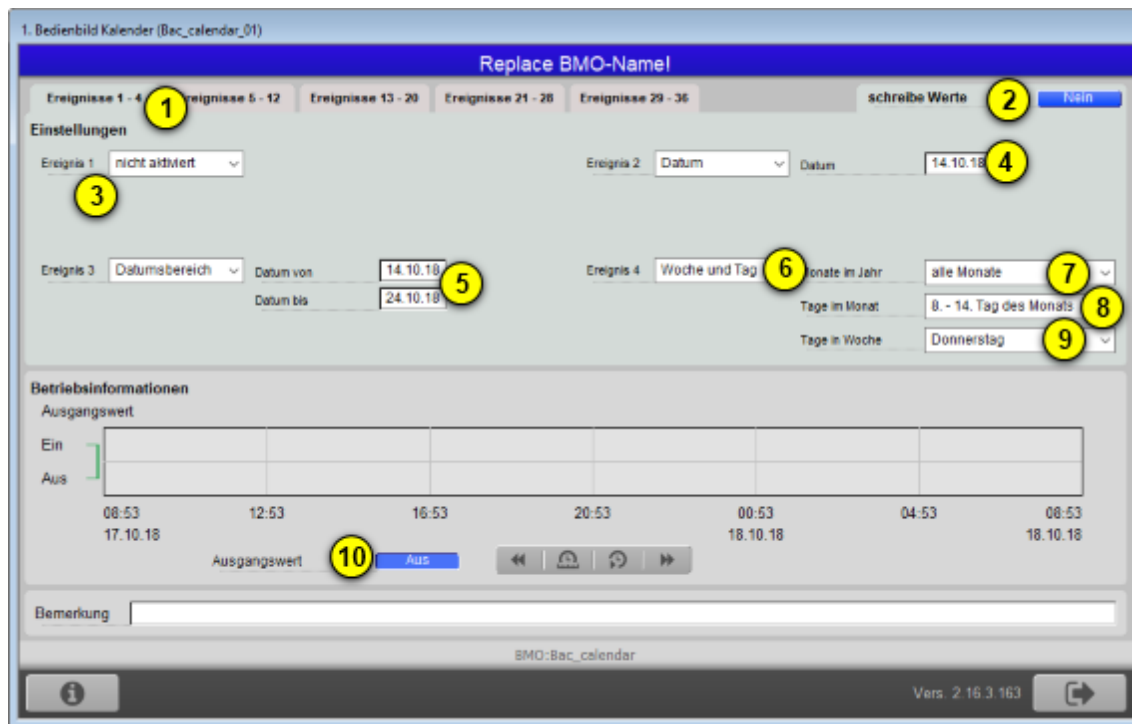 1. Bedienbild Kalender (Bac_calendar_01)
Replace BMO-Name!
Ereignisse 1 - 4 1 Ereignisse 5 - 12 Ereignisse 13 - 20 Ereignisse 21 - 28 Ereignisse 29 - 36 schreibe Werte 2 Nein
Einstellungen
Ereignis 1 nicht aktiviert Ereignis 2 Datum Datum 14.10.18 4
3
Ereignis 3 Datumsbereich Datum von 14.10.18 5 Ereignis 4 Woche und Tag 6 Monate im Jahr alle Monate 7
Datum bis 24.10.18 Tage im Monat 8. - 14. Tag des Monats 8
Tage in Woche Donnerstag 9
Betriebsinformationen
Ausgangswert
Ein
Aus
08:53 12:53 16:53 20:53 00:53 04:53 08:53
17.10.18 18.10.18 18.10.18
Ausgangswert 10 Aus
Bemerkung
BMO:Bac_calendar
Vers. 2.16.3.163